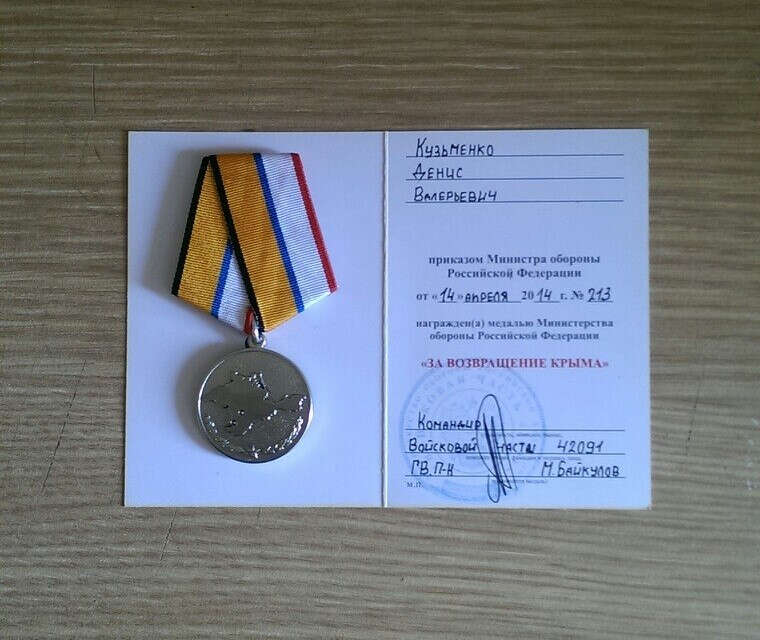 Кузьменко
Денис
Валерьевич
приказом Министра обороны
Российской Федерации
от «14» апреля 2014 г. № 213
награжден(а) медалью Министерства
обороны Российской Федерации
«ЗА ВОЗВРАЩЕНИЕ КРЫМА»
Командир
Войсковой части 42091
ГВ.П-К М.Байкулов
М.П.